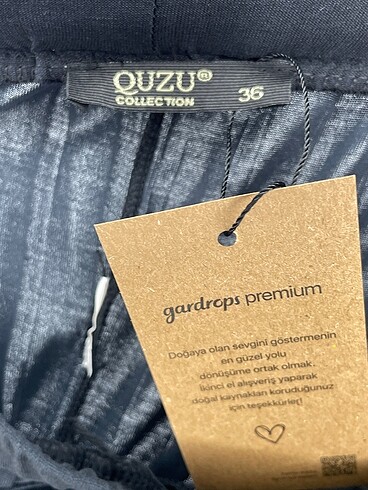 QUZU®
COLLECTION
36
gardrops premium
Doğaya olan sevgini göstermenin
en güzel yolu
dönüşüme ortak olmak.
İkinci el alışveriş yaparak
doğal kaynakları koruduğunuz
için teşekkürler!